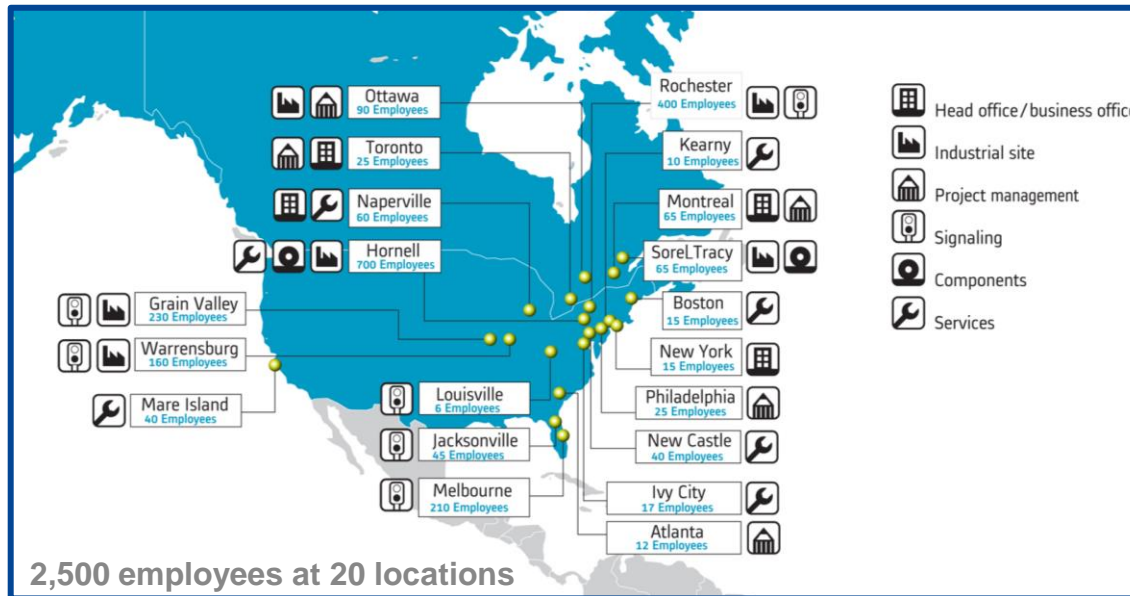 Ottawa
90 Employees
Toronto
25 Employees
Naperville
60 Employees
Hornell
700 Employees
Grain Valley
230 Employees
Warrensburg
160 Employees
Mare Island
40 Employees
Louisville
6 Employees
Jacksonville
45 Employees
Melbourne
210 Employees
Rochester
400 Employees
Kearny
10 Employees
Montreal
65 Employees
SoreLTracy
65 Employees
Boston
15 Employees
New York
15 Employees
Philadelphia
25 Employees
New Castle
40 Employees
Ivy City
17 Employees
Atlanta
12 Employees
Head office/business office
Industrial site
Project management
Signaling
Components
Services
2,500 employees at 20 locations